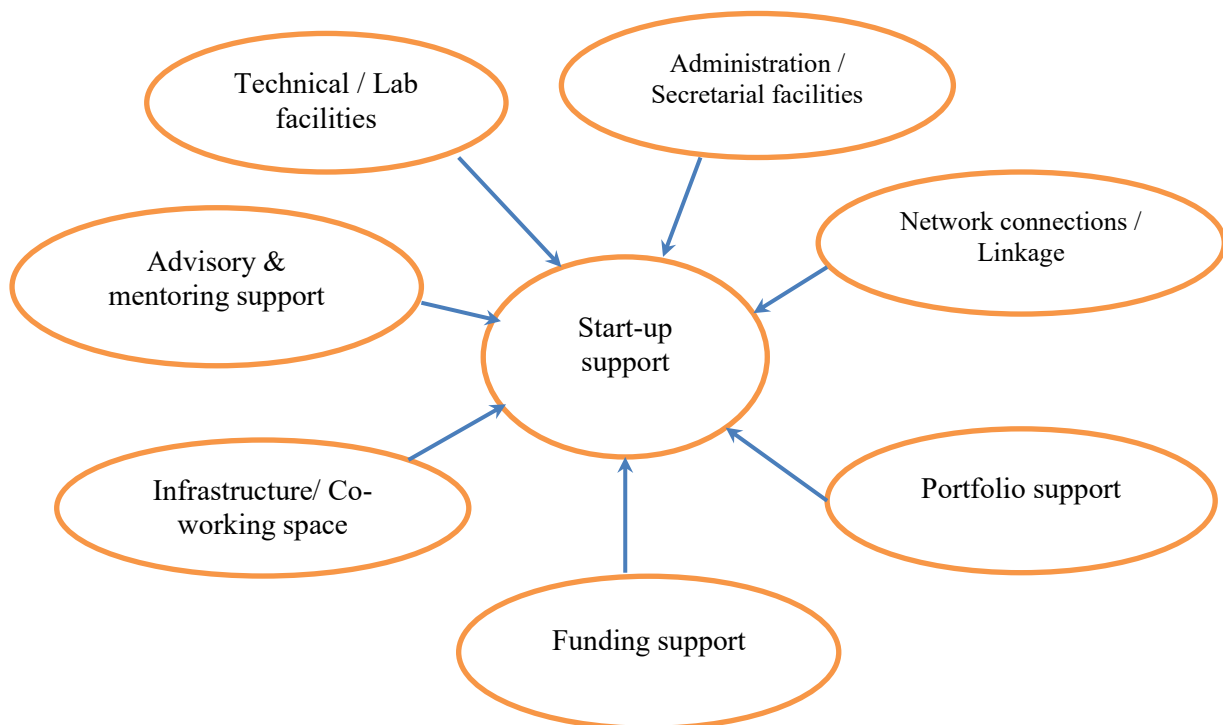 Technical / Lab
facilities
Administration /
Secretarial facilities
Network connections /
Linkage
Advisory &
mentoring support
Start-up
support
Infrastructure/ Co-
working space
Portfolio support
Funding support